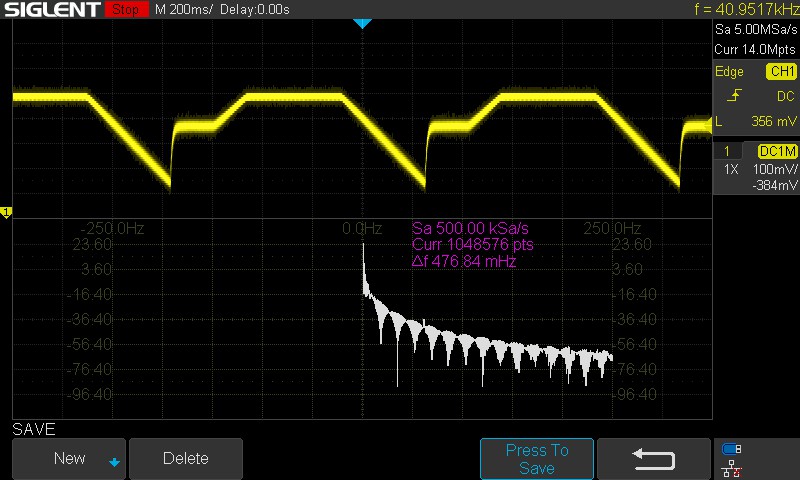 SIGLENT Stop M 200ms/ Delay:0.00s f = 40.9517kHz
Sa 5.00MSa/s
Curr 14.0Mpts
Edge CH1
DC
L 356 mV
1 DC1M
1X 100mV/
-384mV
1
-250.0Hz 0.0Hz Sa 500.00 kSa/s 250.0Hz
23.60 Curr 1048576 pts 23.60
3.60 Δf 476.84 mHz 3.60
-16.40 -16.40
-36.40 -36.40
-56.40 -56.40
-76.40 -76.40
-96.40 -96.40
SAVE
New Delete Press To
Save